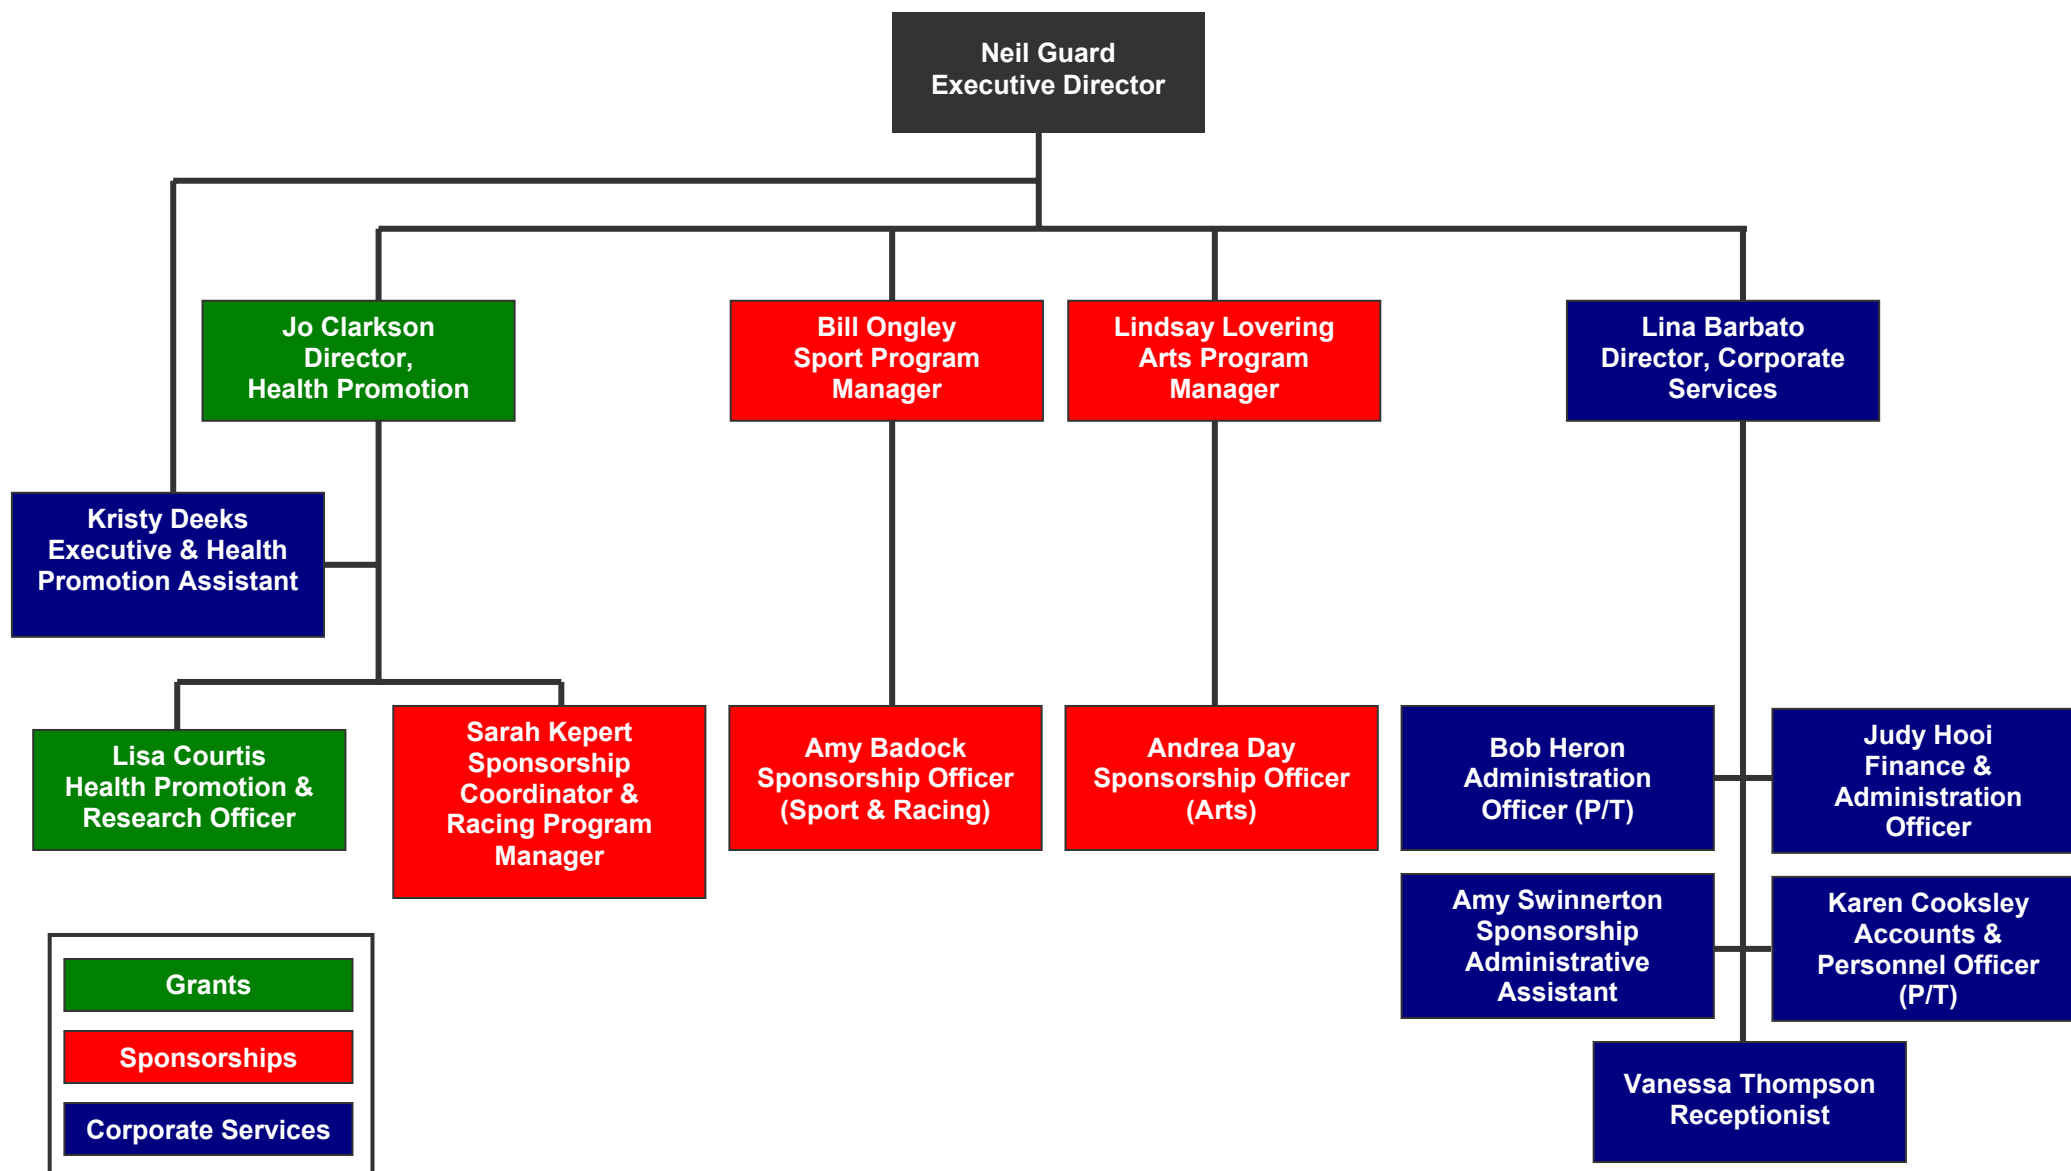 Neil Guard
Executive Director
Jo Clarkson
Director,
Health Promotion
Bill Ongley
Sport Program
Manager
Lindsay Lovering
Arts Program
Manager
Lina Barbato
Director, Corporate
Services
Kristy Deeks
Executive & Health
Promotion Assistant
Lisa Courtis
Health Promotion &
Research Officer
Sarah Kepert
Sponsorship
Coordinator &
Racing Program
Manager
Amy Badock
Sponsorship Officer
(Sport & Racing)
Andrea Day
Sponsorship Officer
(Arts)
Bob Heron
Administration
Officer (P/T)
Judy Hooi
Finance &
Administration
Officer
Amy Swinnerton
Sponsorship
Administrative
Assistant
Karen Cooksley
Accounts &
Personnel Officer
(P/T)
Vanessa Thompson
Receptionist
Grants
Sponsorships
Corporate Services